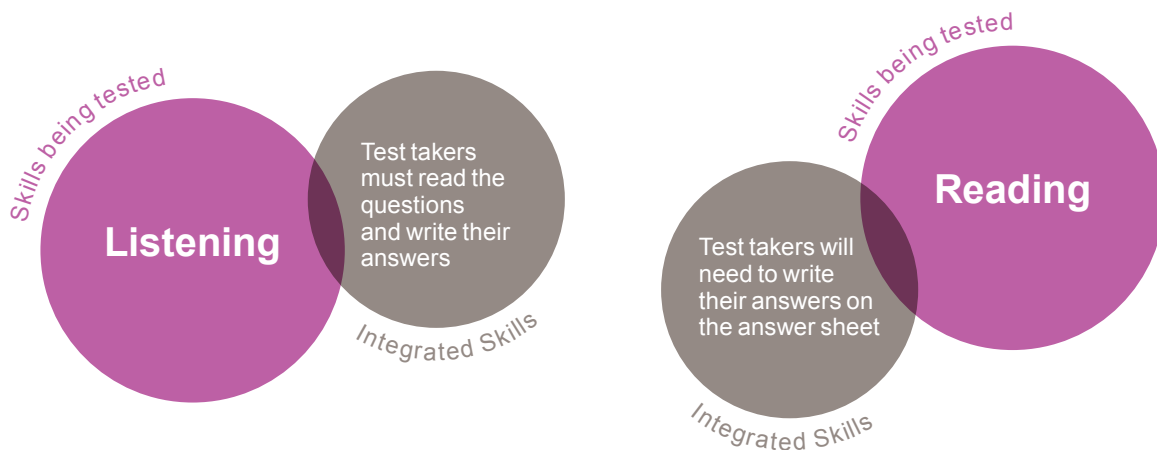 Skills being tested
Listening
Test takers
must read the
questions
and write their
answers
Integrated Skills
Skills being tested
Reading
Test takers will
need to write
their answers on
the answer sheet
Integrated Skills